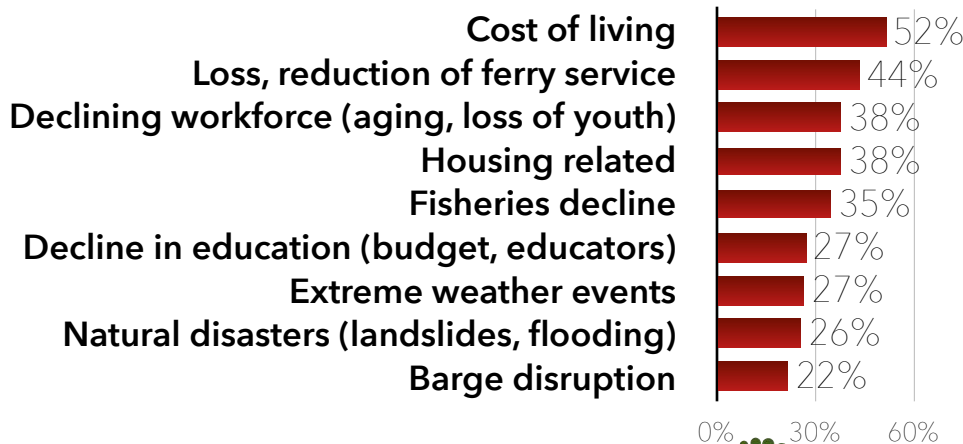 Cost of living 52%
Loss, reduction of ferry service 44%
Declining workforce (aging, loss of youth) 38%
Housing related 38%
Fisheries decline 35%
Decline in education (budget, educators) 27%
Extreme weather events 27%
Natural disasters (landslides, flooding) 26%
Barge disruption 22%
0% 30% 60%